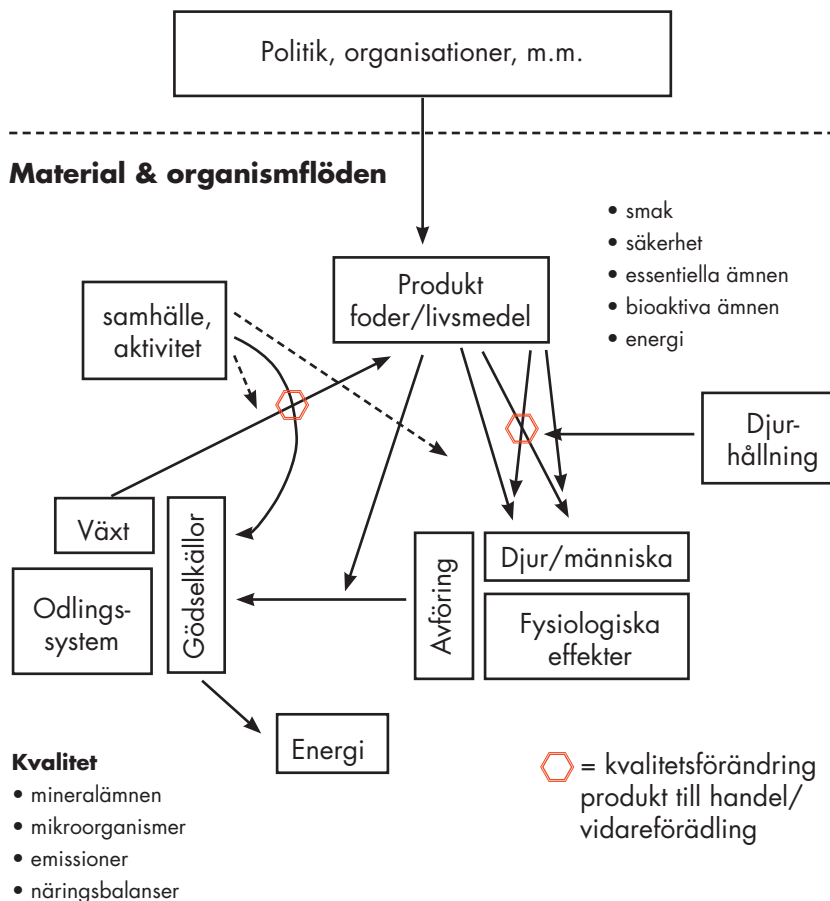 Politik, organisationer, m.m.
Material & organismflöden
• smak
• säkerhet
• essentiella ämnen
• bioaktiva ämnen
• energi
Produkt
foder/livsmedel
samhälle,
aktivitet
Djur-
hållning
Växt
Gödselkällor
Avföring
Djur/människa
Odlings-
system
Fysiologiska
effekter
Energi
Kvalitet
• mineralämnen
• mikroorganismer
• emissioner
• näringsbalanser
= kvalitetsförändring
produkt till handel/
vidareförädling